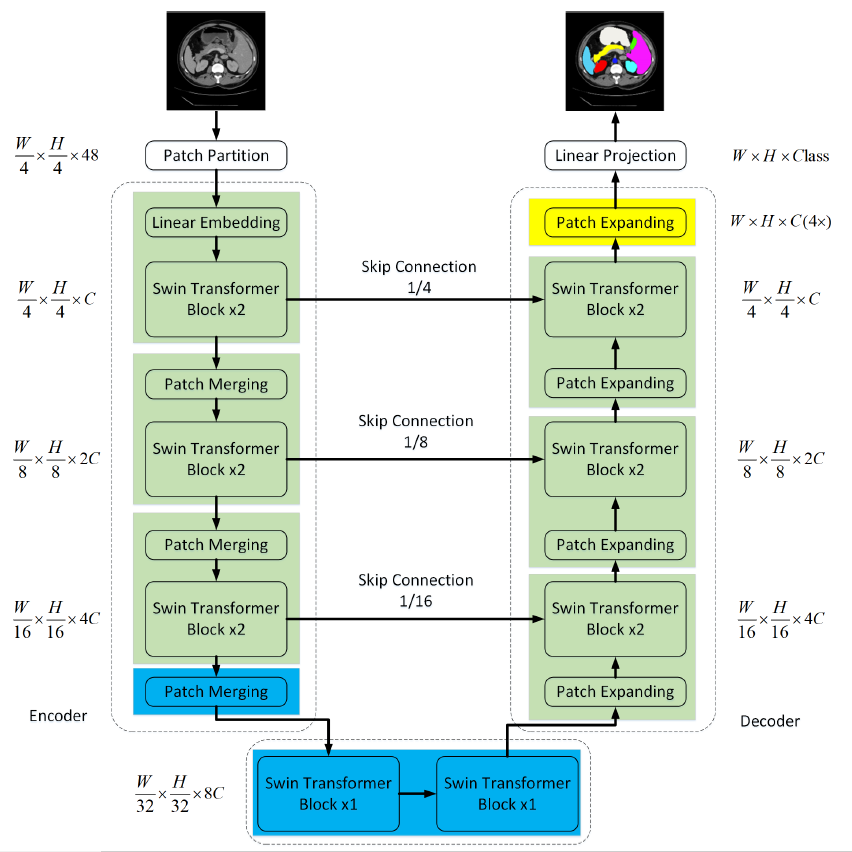 W/4 × H/4 × 48
Patch Partition
Linear Projection
W × H × Class
Linear Embedding
Patch Expanding
W × H × C(4×)
W/4 × H/4 × C
Swin Transformer
Block x2
Skip Connection
1/4
Swin Transformer
Block x2
W/4 × H/4 × C
Patch Merging
Patch Expanding
W/8 × H/8 × 2C
Swin Transformer
Block x2
Skip Connection
1/8
Swin Transformer
Block x2
W/8 × H/8 × 2C
Patch Merging
Patch Expanding
W/16 × H/16 × 4C
Swin Transformer
Block x2
Skip Connection
1/16
Swin Transformer
Block x2
W/16 × H/16 × 4C
Patch Merging
Patch Expanding
Encoder
Decoder
W/32 × H/32 × 8C
Swin Transformer
Block x1
Swin Transformer
Block x1